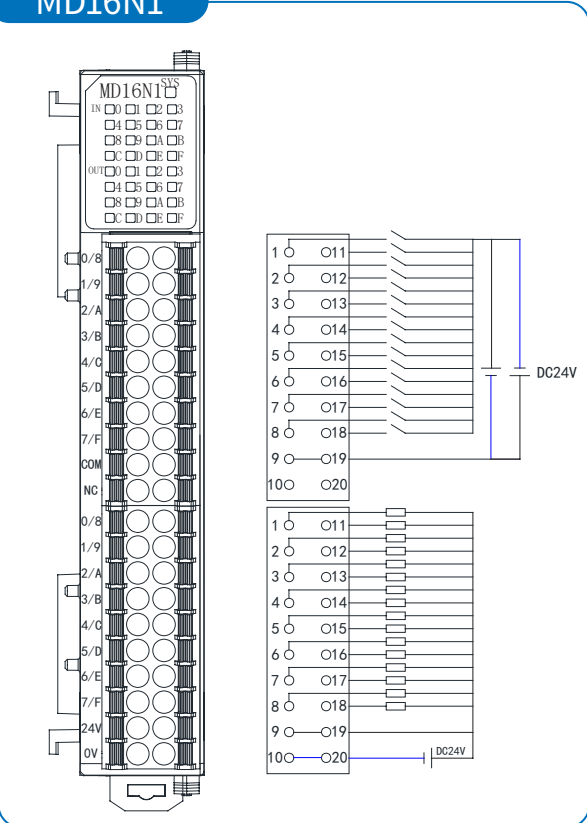 MD16N1
MD16N1 SYS
IN 0 1 2 3
4 5 6 7
8 9 A B
C D E F
OUT 0 1 2 3
4 5 6 7
8 9 A B
C D E F
0/8
1/9
2/A
3/B
4/C
5/D
6/E
7/F
COM
NC
0/8
1/9
2/A
3/B
4/C
5/D
6/E
7/F
24V
0V
1 11
2 12
3 13
4 14
5 15
6 16
7 17
8 18
9 19
10 20
DC24V
1 11
2 12
3 13
4 14
5 15
6 16
7 17
8 18
9 19
10 20
DC24V